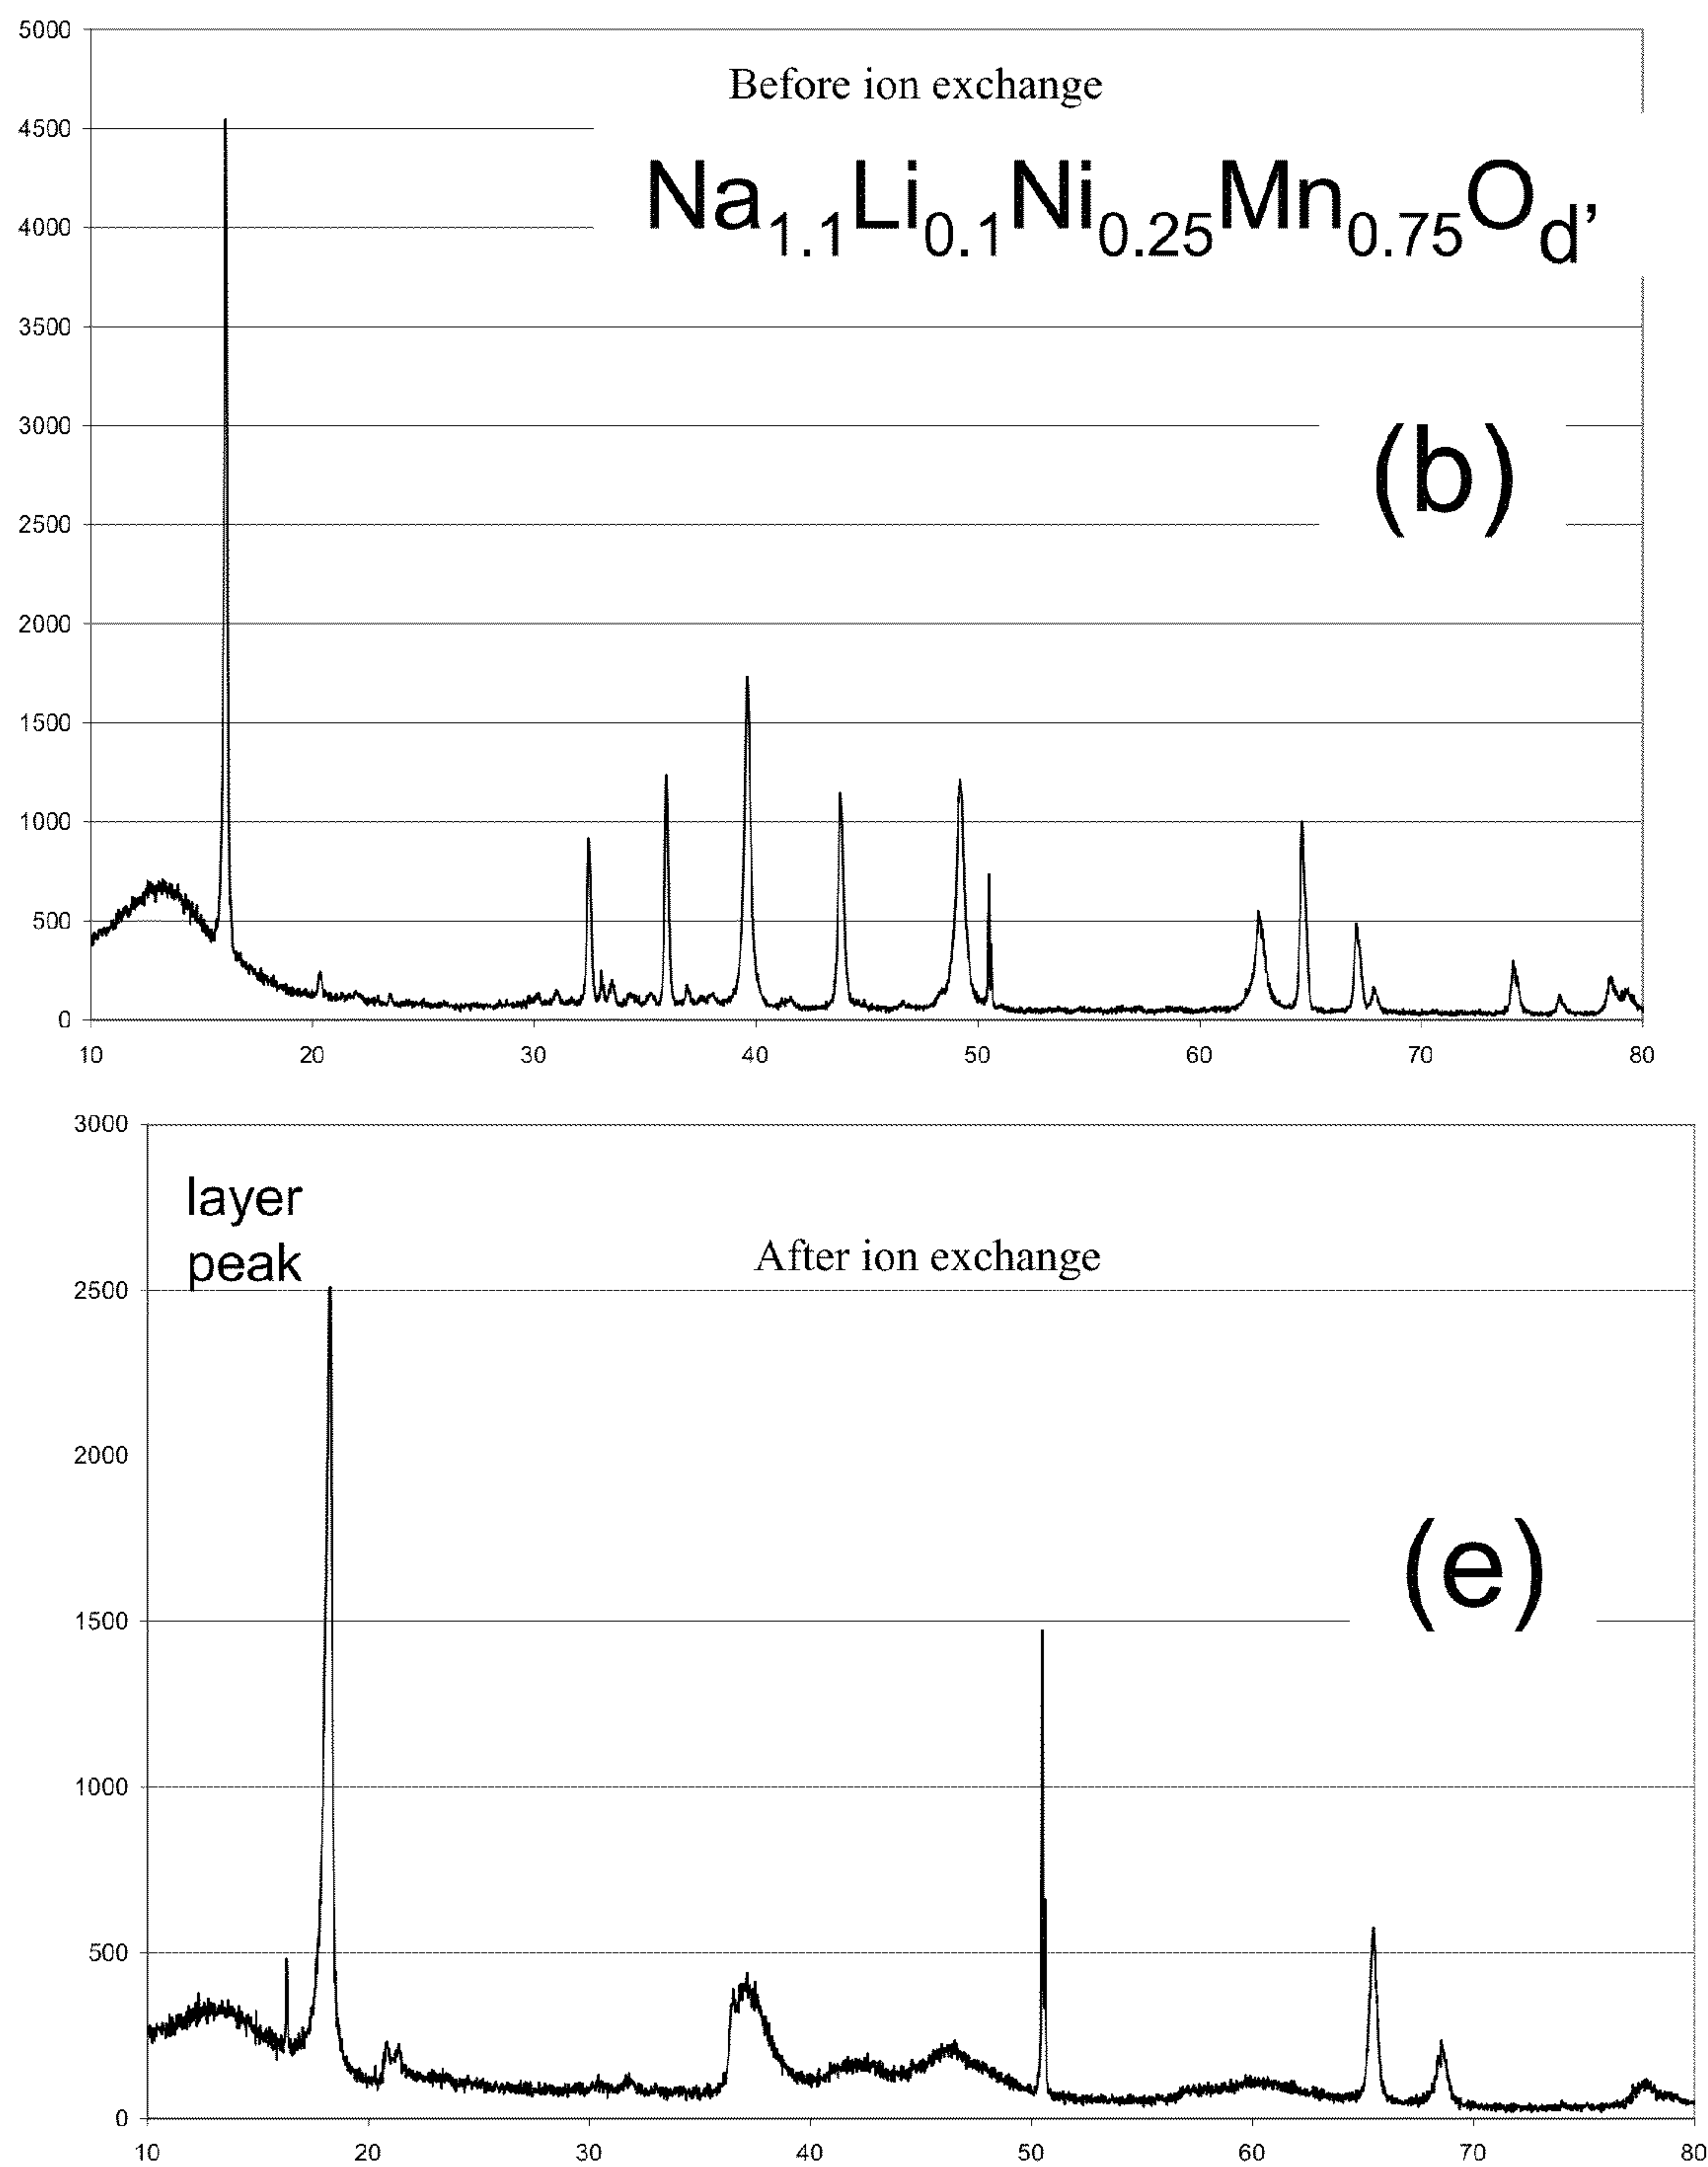 5000
Before ion exchange
4500
Na1.1Li0.1Ni0.25Mn0.75Od,
4000
3500
3000
(b)
2500
2000
1500
1000
500
0
10 20 30 40 50 60 70 80
3000
layer
peak
After ion exchange
2500
2000
(e)
1500
1000
500
0
10 20 30 40 50 60 70 80